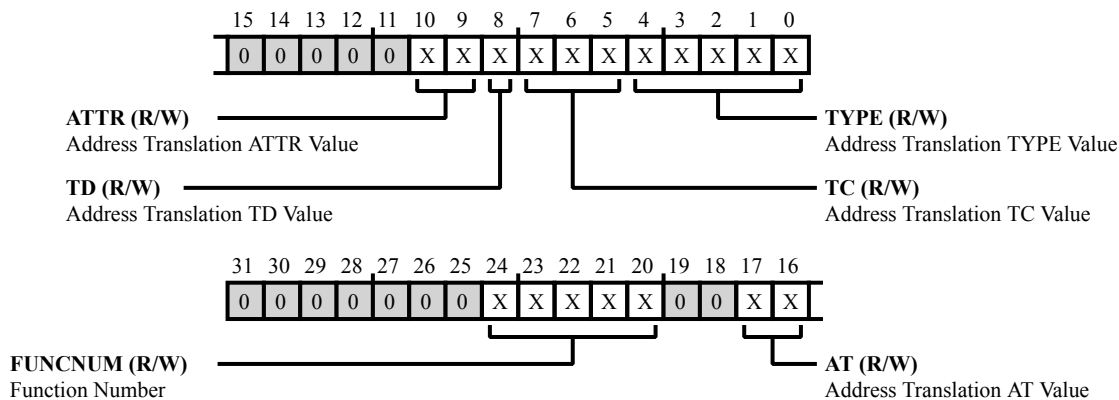 15 14 13 12 11 10 9 8 7 6 5 4 3 2 1 0
0 0 0 0 0 X X X X X X X X X X X
ATTR (R/W)
Address Translation ATTR Value
TYPE (R/W)
Address Translation TYPE Value
TD (R/W)
Address Translation TD Value
TC (R/W)
Address Translation TC Value
31 30 29 28 27 26 25 24 23 22 21 20 19 18 17 16
0 0 0 0 0 0 0 X X X X X 0 0 X X
FUNCNUM (R/W)
Function Number
AT (R/W)
Address Translation AT Value